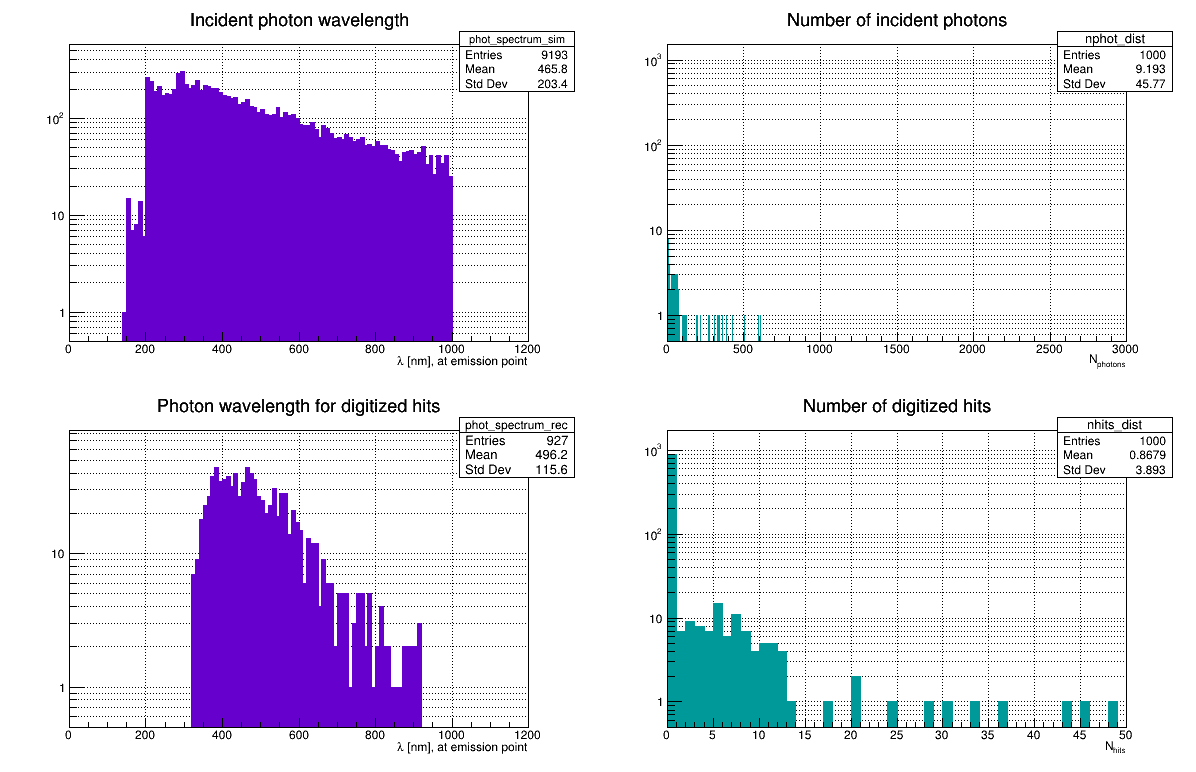 Incident photon wavelength
phot_spectrum_sim
Entries 9193
Mean 465.8
Std Dev 203.4
10²
10
1
0 200 400 600 800 1000 1200
λ [nm], at emission point
Number of incident photons
nphot_dist
Entries 1000
Mean 9.193
Std Dev 45.77
10³
10²
10
1
0 500 1000 1500 2000 2500 3000
Nphotons
Photon wavelength for digitized hits
phot_spectrum_rec
Entries 927
Mean 496.2
Std Dev 115.6
10
1
0 200 400 600 800 1000 1200
λ [nm], at emission point
Number of digitized hits
nhits_dist
Entries 1000
Mean 0.8679
Std Dev 3.893
10³
10²
10
1
0 5 10 15 20 25 30 35 40 45 50
Nhits